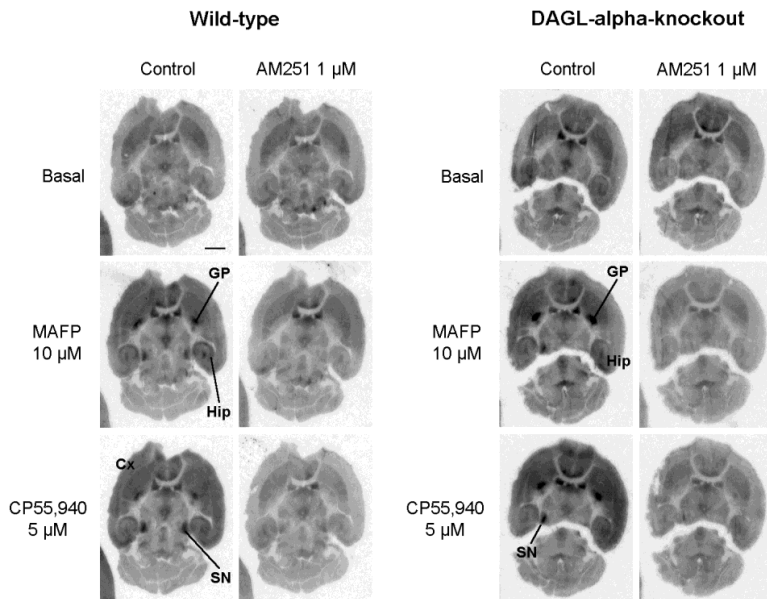 Wild-type
DAGL-alpha-knockout
Control
AM251 1 µM
Control
AM251 1 µM
Basal
Basal
GP
GP
MAFP
10 µM
MAFP
10 µM
Hip
Hip
Cx
CP55,940
5 µM
CP55,940
5 µM
SN
SN